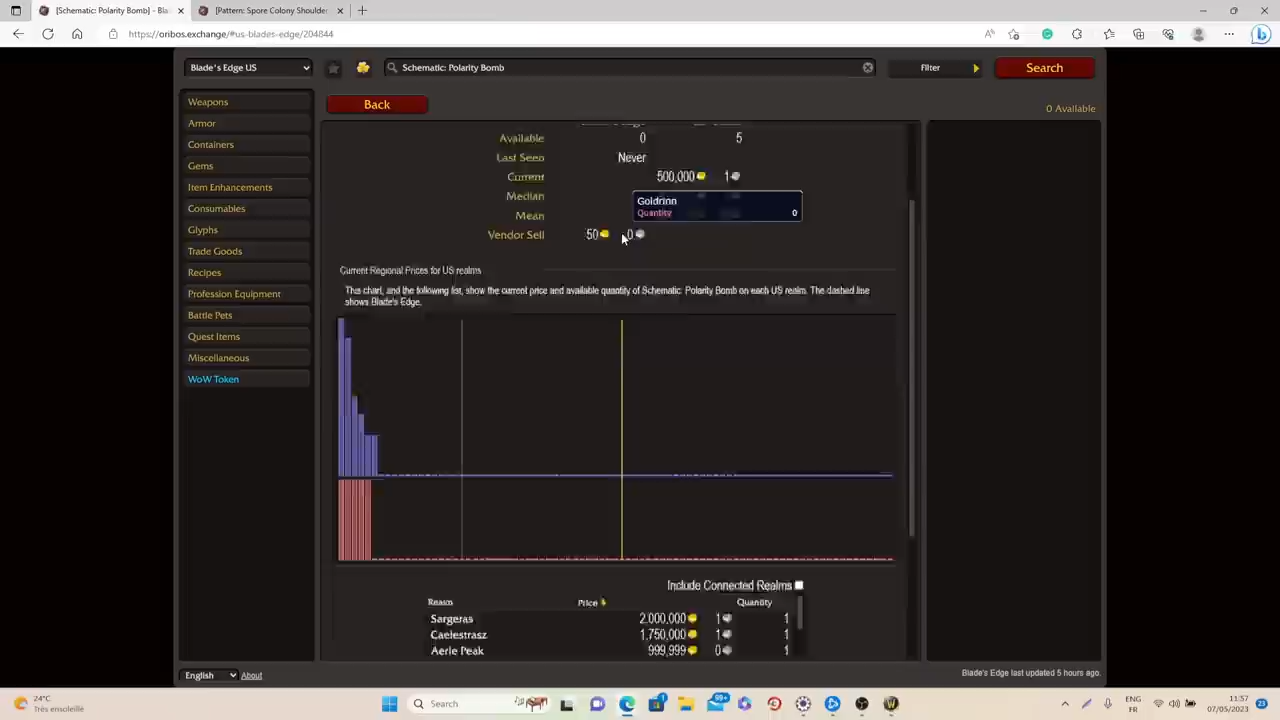 [Schematic: Polarity Bomb] - Bla
[Pattern: Spore Colony Shoulder
https://oribos.exchange/#us-blades-edge/204844
Blade's Edge US
Schematic: Polarity Bomb
Filter
Search
Weapons
Armor
Containers
Gems
Item Enhancements
Consumables
Glyphs
Trade Goods
Recipes
Profession Equipment
Battle Pets
Quest Items
Miscellaneous
WoW Token
Back
0 Available
Available 0 5
Last Seen Never
Current 500,000 1
Median
Mean
Vendor Sell 50 0
Goldrinn
Quantity 0
Current Regional Prices for US realms
This chart, and the following list, show the current price and available quantity of Schematic: Polarity Bomb on each US realm. The dashed line
shows Blade's Edge.
Include Connected Realms
Realm Price Quantity
Sargeras 2,000,000 1 1
Caelestrasz 1,750,000 1 1
Aerie Peak 999,999 0 1
English
About
Blade's Edge last updated 5 hours ago.
24°C
Très ensoleillé
Search
99+
ENG
FR
11:37
07/05/2023
23